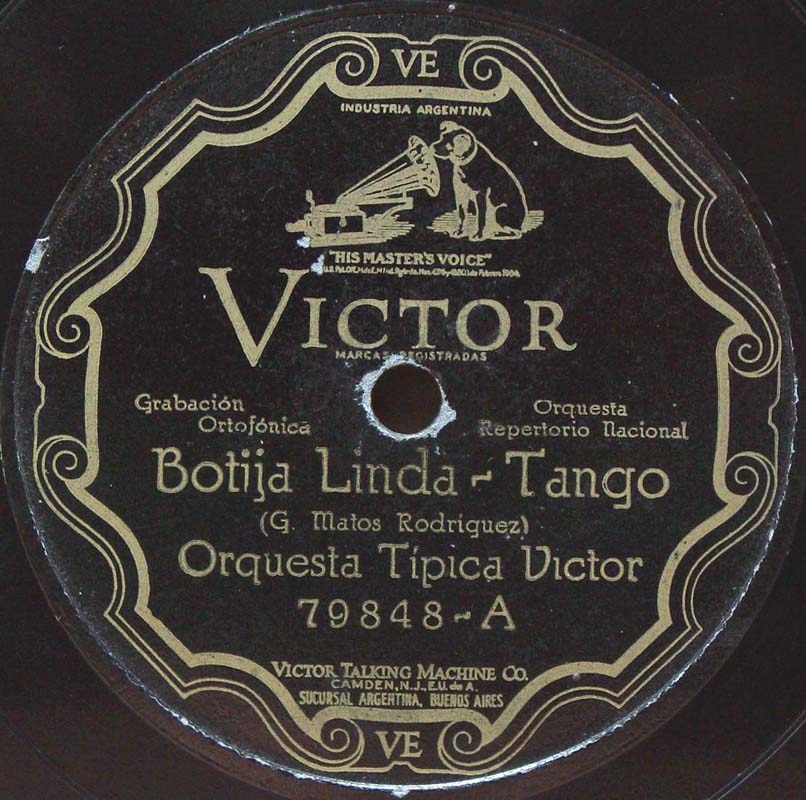 VE
INDUSTRIA ARGENTINA
"HIS MASTER'S VOICE"
VICTOR
MARCAS REGISTRADAS
Grabación
Ortofónica
Orquesta
Repertorio Nacional
Botija Linda - Tango
(G. Matos Rodriguez)
Orquesta Típica Victor
79848-A
VICTOR TALKING MACHINE CO.
CAMDEN, N.J., E.U. de A.
SUCURSAL ARGENTINA, BUENOS AIRES
VE